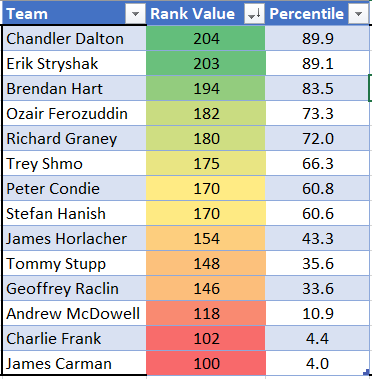 Team Rank Value Percentile
Chandler Dalton 204 89.9
Erik Stryshak 203 89.1
Brendan Hart 194 83.5
Ozair Ferozuddin 182 73.3
Richard Graney 180 72.0
Trey Shmo 175 66.3
Peter Condie 170 60.8
Stefan Hanish 170 60.6
James Horlacher 154 43.3
Tommy Stupp 148 35.6
Geoffrey Raclin 146 33.6
Andrew McDowell 118 10.9
Charlie Frank 102 4.4
James Carman 100 4.0